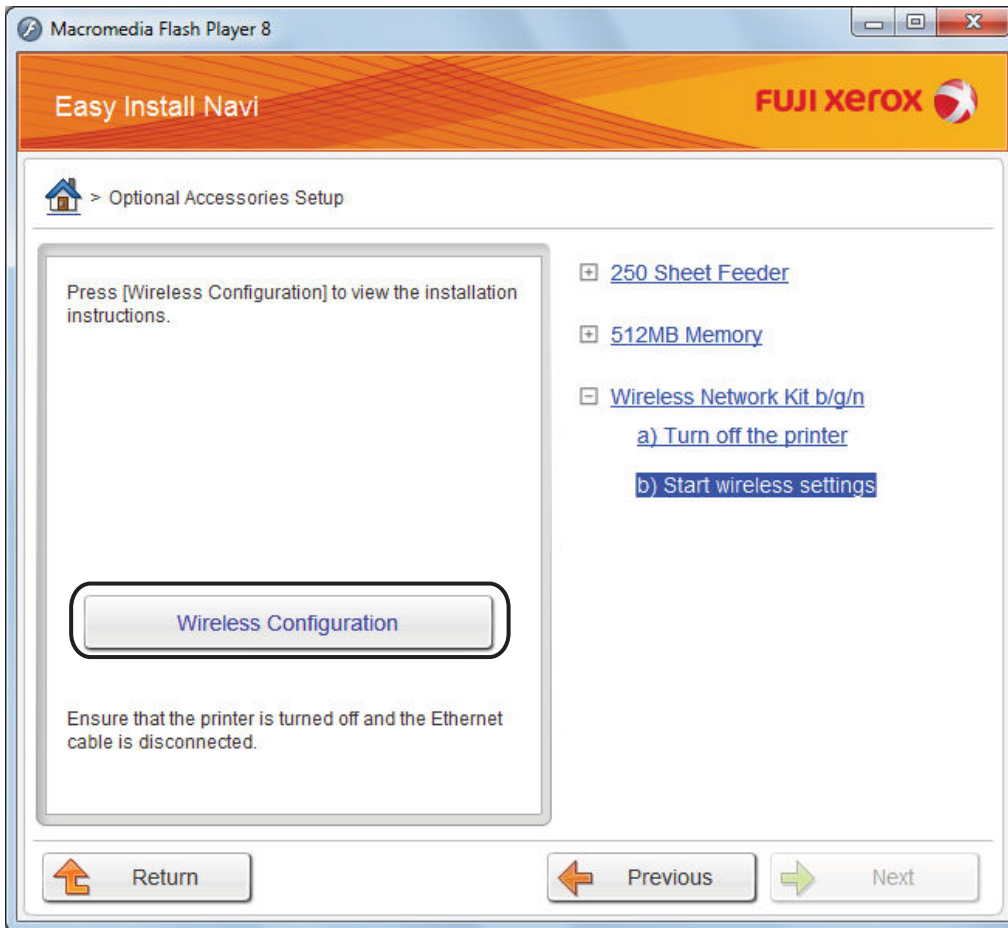 Macromedia Flash Player 8
Easy Install Navi
FUJI xerox
> Optional Accessories Setup
Press [Wireless Configuration] to view the installation
instructions.
Wireless Configuration
Ensure that the printer is turned off and the Ethernet
cable is disconnected.
250 Sheet Feeder
512MB Memory
Wireless Network Kit b/g/n
a) Turn off the printer
b) Start wireless settings
Return
Previous
Next